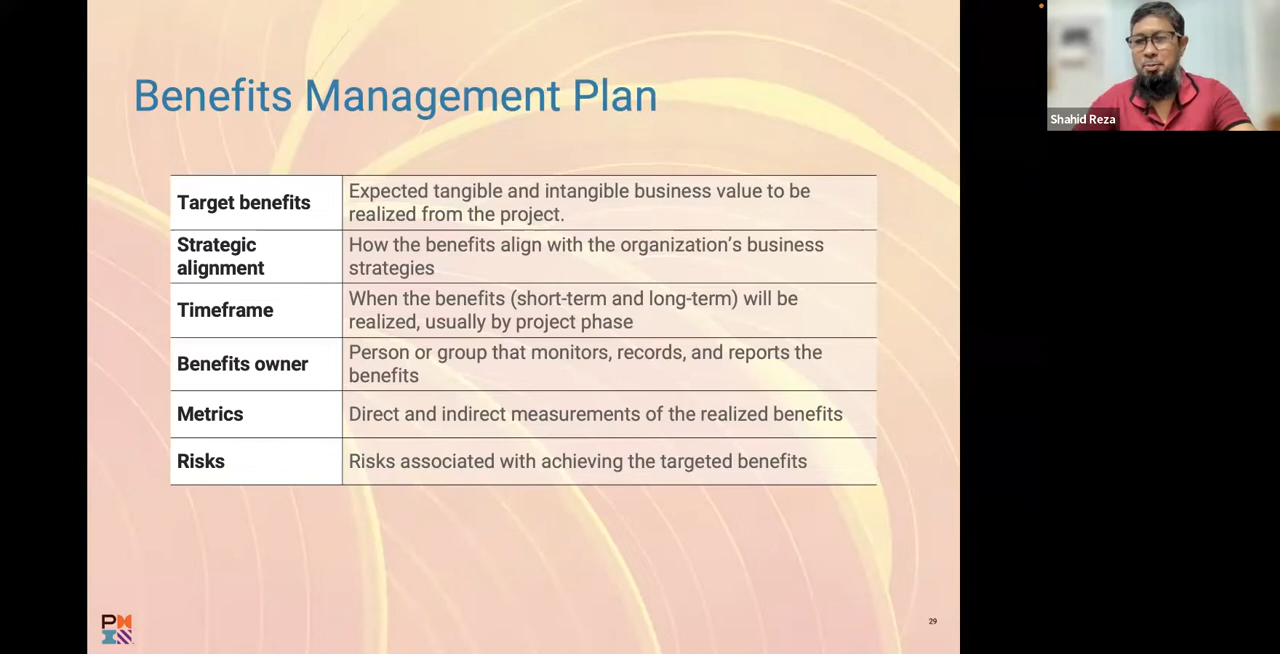 Benefits Management Plan
Target benefits
Expected tangible and intangible business value to be
realized from the project.
Strategic
alignment
How the benefits align with the organization's business
strategies
Timeframe
When the benefits (short-term and long-term) will be
realized, usually by project phase
Benefits owner
Person or group that monitors, records, and reports the
benefits
Metrics
Direct and indirect measurements of the realized benefits
Risks
Risks associated with achieving the targeted benefits
29
Shahid Reza